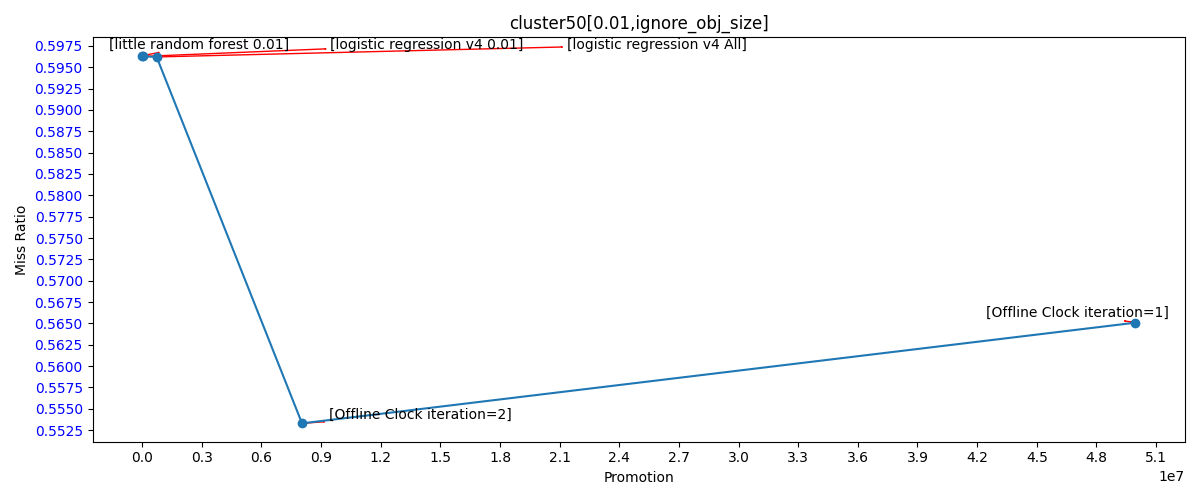 cluster50[0.01,ignore_obj_size]
[little random forest 0.01]
[logistic regression v4 0.01]
[logistic regression v4 All]
0.5975
0.5950
0.5925
0.5900
0.5875
0.5850
0.5825
0.5800
0.5775
0.5750
0.5725
0.5700
0.5675
0.5650
0.5625
0.5600
0.5575
0.5550
0.5525
Miss Ratio
[Offline Clock iteration=1]
[Offline Clock iteration=2]
0.0 0.3 0.6 0.9 1.2 1.5 1.8 2.1 2.4 2.7 3.0 3.3 3.6 3.9 4.2 4.5 4.8 5.1
1e7
Promotion